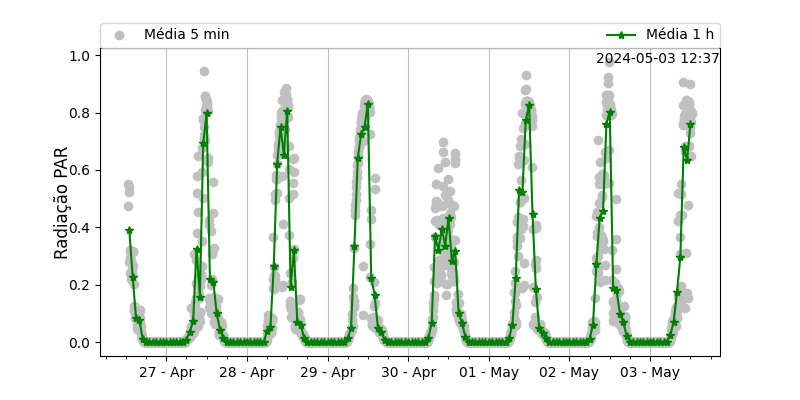 Média 5 min
Média 1 h
2024-05-03 12:37
Radiação PAR
1.0
0.8
0.6
0.4
0.2
0.0
27 - Apr
28 - Apr
29 - Apr
30 - Apr
01 - May
02 - May
03 - May